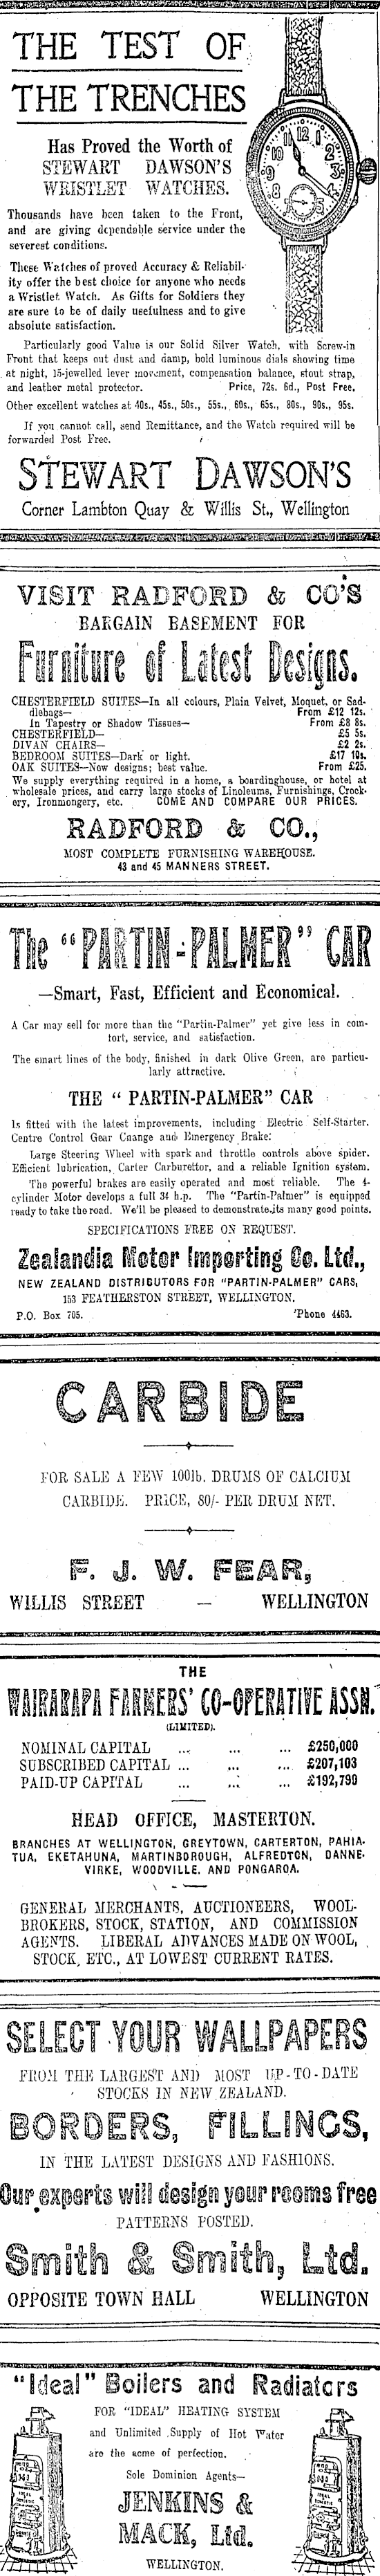 THE TEST OF
THE TRENCHES
Has Proved the Worth of
STEWART DAWSON'S
WRISTLET WATCHES.
Thousands have been taken to the Front,
and are giving dependable service under the
severest conditions.
These Watches of proved Accuracy & Reliabil-
ity offer the best choice for anyone who needs
a Wristlet Watch. As Gifts for Soldiers they
are sure to be of daily usefulness and to give
absolute satisfaction.
Particularly good Value is our Solid Silver Watch, with Screw-in
Front that keeps out dust and damp, bold luminous dials showing time
at night, 15-jewelled lever movement, compensation balance, stout strap,
and leather metal protector. Price, 72s. 6d., Post Free.
Other excellent watches at 40s., 45s., 50s., 55s., 60s., 65s., 80s., 90s., 95s.
If you cannot call, send Remittance, and the Watch required will be
forwarded Post Free.
STEWART DAWSON'S
Corner Lambton Quay & Willis St., Wellington
VISIT RADFORD & CO'S
BARGAIN BASEMENT FOR
Furniture of Latest Designs.
CHESTERFIELD SUITES—In all colours, Plain Velvet, Moquet, or Sad-
dlebags— From £12 12s.
In Tapestry or Shadow Tissues— From £8 8s.
CHESTERFIELD— £5 5s.
DIVAN CHAIRS— £2 2s.
BEDROOM SUITES—Dark or light. £17 10s.
OAK SUITES—New designs; best value. From £25.
We supply everything required in a home, a boardinghouse, or hotel at
wholesale prices, and carry large stocks of Linoleums, Furnishings, Crock-
ery, Ironmongery, etc. COME AND COMPARE OUR PRICES.
RADFORD & CO.,
MOST COMPLETE FURNISHING WAREHOUSE.
43 and 45 MANNERS STREET.
The "PARTIN-PALMER" CAR
—Smart, Fast, Efficient and Economical.
A Car may sell for more than the "Partin-Palmer" yet give less in com-
fort, service, and satisfaction.
The smart lines of the body, finished in dark Olive Green, are particu-
larly attractive.
THE "PARTIN-PALMER" CAR
Is fitted with the latest improvements, including Electric Self-Starter.
Centre Control Gear Change and Emergency Brake.
Large Steering Wheel with spark and throttle controls above spider.
Efficient lubrication, Carter Carburettor, and a reliable Ignition system.
The powerful brakes are easily operated and most reliable. The 4-
cylinder Motor develops a full 34 h.p. The "Partin-Palmer" is equipped
ready to take the road. We'll be pleased to demonstrate its many good points.
SPECIFICATIONS FREE ON REQUEST.
Zealandia Motor Importing Co. Ltd.,
NEW ZEALAND DISTRIBUTORS FOR "PARTIN-PALMER" CARS,
153 FEATHERSTON STREET, WELLINGTON.
P.O. Box 705. 'Phone 4463.
CARBIDE
FOR SALE A FEW 100lb. DRUMS OF CALCIUM
CARBIDE. PRICE, 80/- PER DRUM NET.
F. J. W. FEAR,
WILLIS STREET — WELLINGTON
THE
WAIRARAPA FARMERS' CO-OPERATIVE ASSN.
(LIMITED).
NOMINAL CAPITAL ... ... ... £250,000
SUBSCRIBED CAPITAL ... ... ... £207,103
PAID-UP CAPITAL ... ... ... £192,790
HEAD OFFICE, MASTERTON.
BRANCHES AT WELLINGTON, GREYTOWN, CARTERTON, PAHIA-
TUA, EKETAHUNA, MARTINBOROUGH, ALFREDTON, DANNE-
VIRKE, WOODVILLE, AND PONGAROA.
GENERAL MERCHANTS, AUCTIONEERS, WOOL-
BROKERS, STOCK, STATION, AND COMMISSION
AGENTS. LIBERAL ADVANCES MADE ON WOOL,
STOCK, ETC., AT LOWEST CURRENT RATES.
SELECT YOUR WALLPAPERS
FROM THE LARGEST AND MOST UP-TO-DATE
STOCKS IN NEW ZEALAND.
BORDERS, FILLINGS,
IN THE LATEST DESIGNS AND FASHIONS.
Our experts will design your rooms free
PATTERNS POSTED.
Smith & Smith, Ltd.
OPPOSITE TOWN HALL WELLINGTON
"Ideal" Boilers and Radiators
FOR "IDEAL" HEATING SYSTEM
and Unlimited Supply of Hot Water
are the acme of perfection.
Sole Dominion Agents—
JENKINS &
MACK, Ltd.
WELLINGTON.